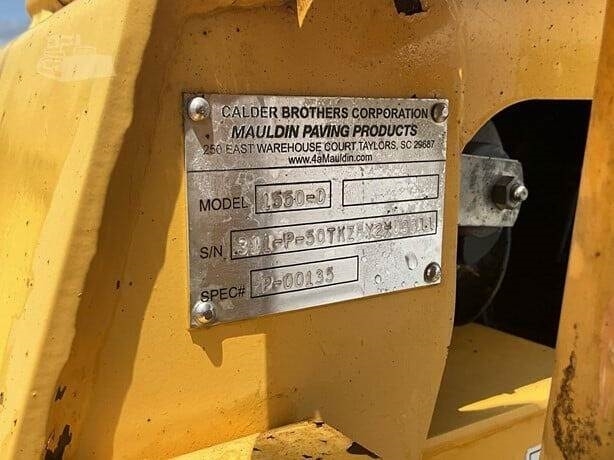 CALDER BROTHERS CORPORATION
MAULDIN PAVING PRODUCTS
250 EAST WAREHOUSE COURT TAYLORS, SC 29687
www.4aMauldin.com
MODEL 1550-D
S/N
SPEC# P-00135